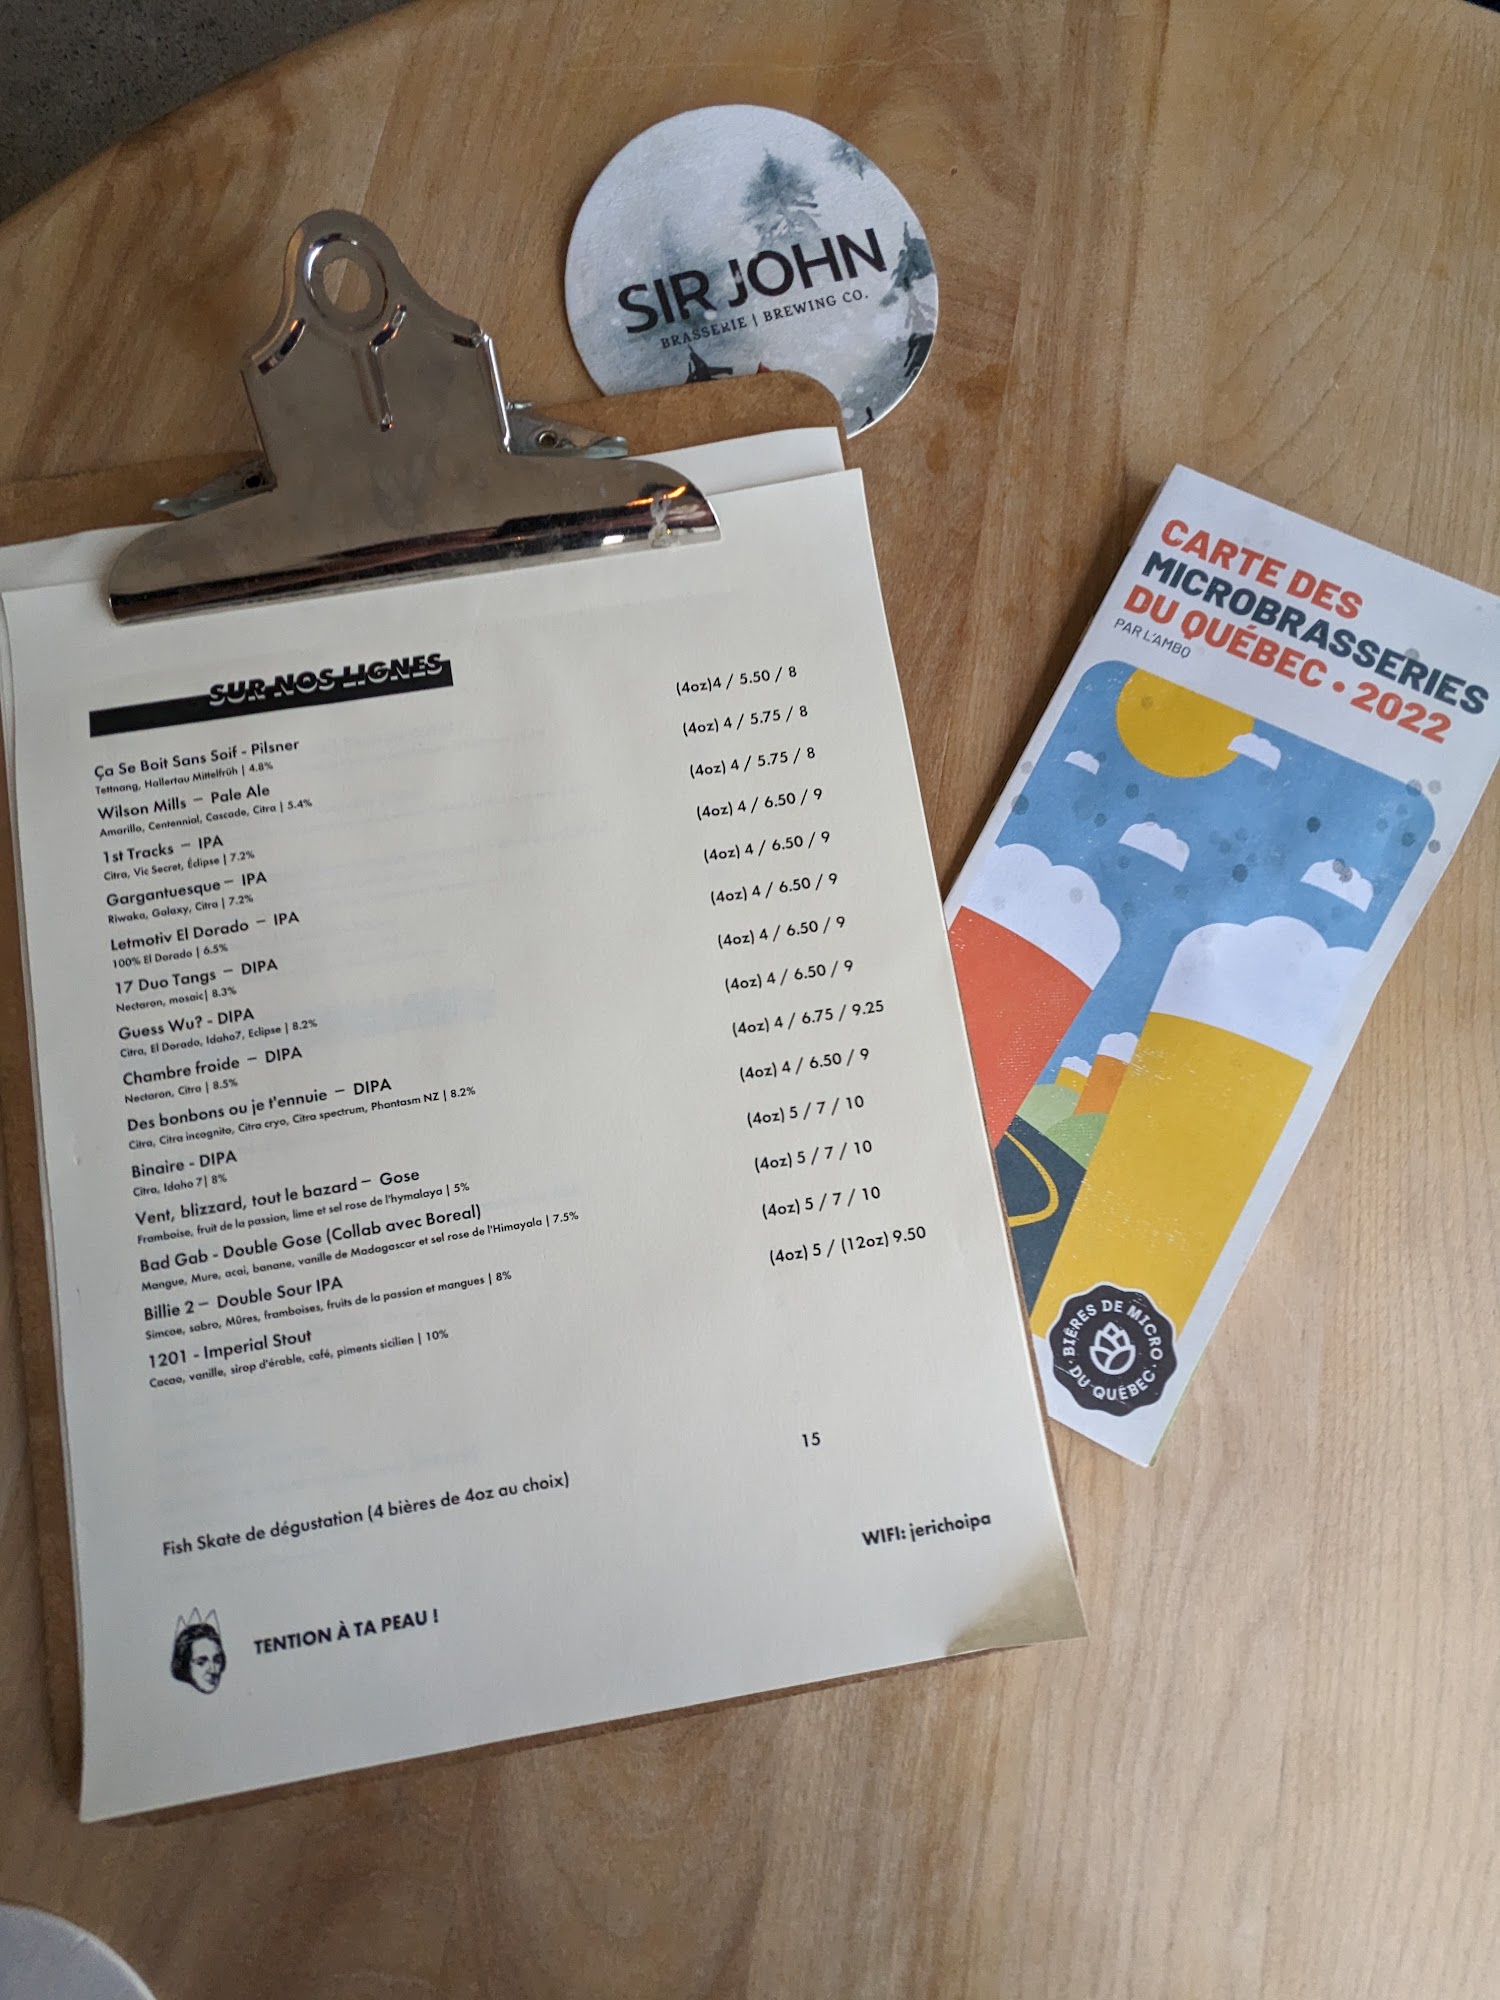 SIR JOHN
BRASSERIE | BREWING CO.
SUR NOS LIGNES
Ça Se Boit Sans Soif - Pilsner
Tettnang, Hallertau Mittelfrüh | 4.8%
Wilson Mills – Pale Ale
Amarillo, Centennial, Cascade, Citra | 5.4%
1st Tracks – IPA
Citra, Vic Secret, Éclipse | 7.2%
Gargantuesque – IPA
Riwaka, Galaxy, Citra | 7.2%
Letmotiv El Dorado – IPA
100% El Dorado | 6.5%
17 Duo Tangs – DIPA
Nectaron, mosaic| 8.3%
Guess Wu? - DIPA
Citra, El Dorado, Idaho7, Eclipse | 8.2%
Chambre froide – DIPA
Nectaron, Citra | 8.5%
Des bonbons ou je t'ennuie – DIPA
Citra, Citra incognito, Citra cryo, Citra spectrum, Phantasm NZ | 8.2%
Binaire - DIPA
Citra, Idaho 7| 8%
Vent, blizzard, tout le bazard – Gose
Framboise, fruit de la passion, lime et sel rose de l'hymalaya | 5%
Bad Gab - Double Gose (Collab avec Boreal)
Mangue, Mure, acai, banane, vanille de Madagascar et sel rose de l'Himayala | 7.5%
Billie 2 – Double Sour IPA
Simcoe, sabro, Mûres, framboises, fruits de la passion et mangues | 8%
1201 - Imperial Stout
Cacao, vanille, sirop d'érable, café, piments sicilien | 10%
(4oz)4 / 5.50 / 8
(4oz) 4 / 5.75 / 8
(4oz) 4 / 5.75 / 8
(4oz) 4 / 6.50 / 9
(4oz) 4 / 6.50 / 9
(4oz) 4 / 6.50 / 9
(4oz) 4 / 6.50 / 9
(4oz) 4 / 6.50 / 9
(4oz) 4 / 6.75 / 9.25
(4oz) 4 / 6.50 / 9
(4oz) 5 / 7 / 10
(4oz) 5 / 7 / 10
(4oz) 5 / 7 / 10
(4oz) 5 / (12oz) 9.50
Fish Skate de dégustation (4 bières de 4oz au choix)
15
WIFI: jerichoipa
TENTION À TA PEAU !
CARTE DES
MICROBRASSERIES
DU QUÉBEC • 2022
PAR L'AMBQ
BIÈRES DE MICRO
DU QUÉBEC